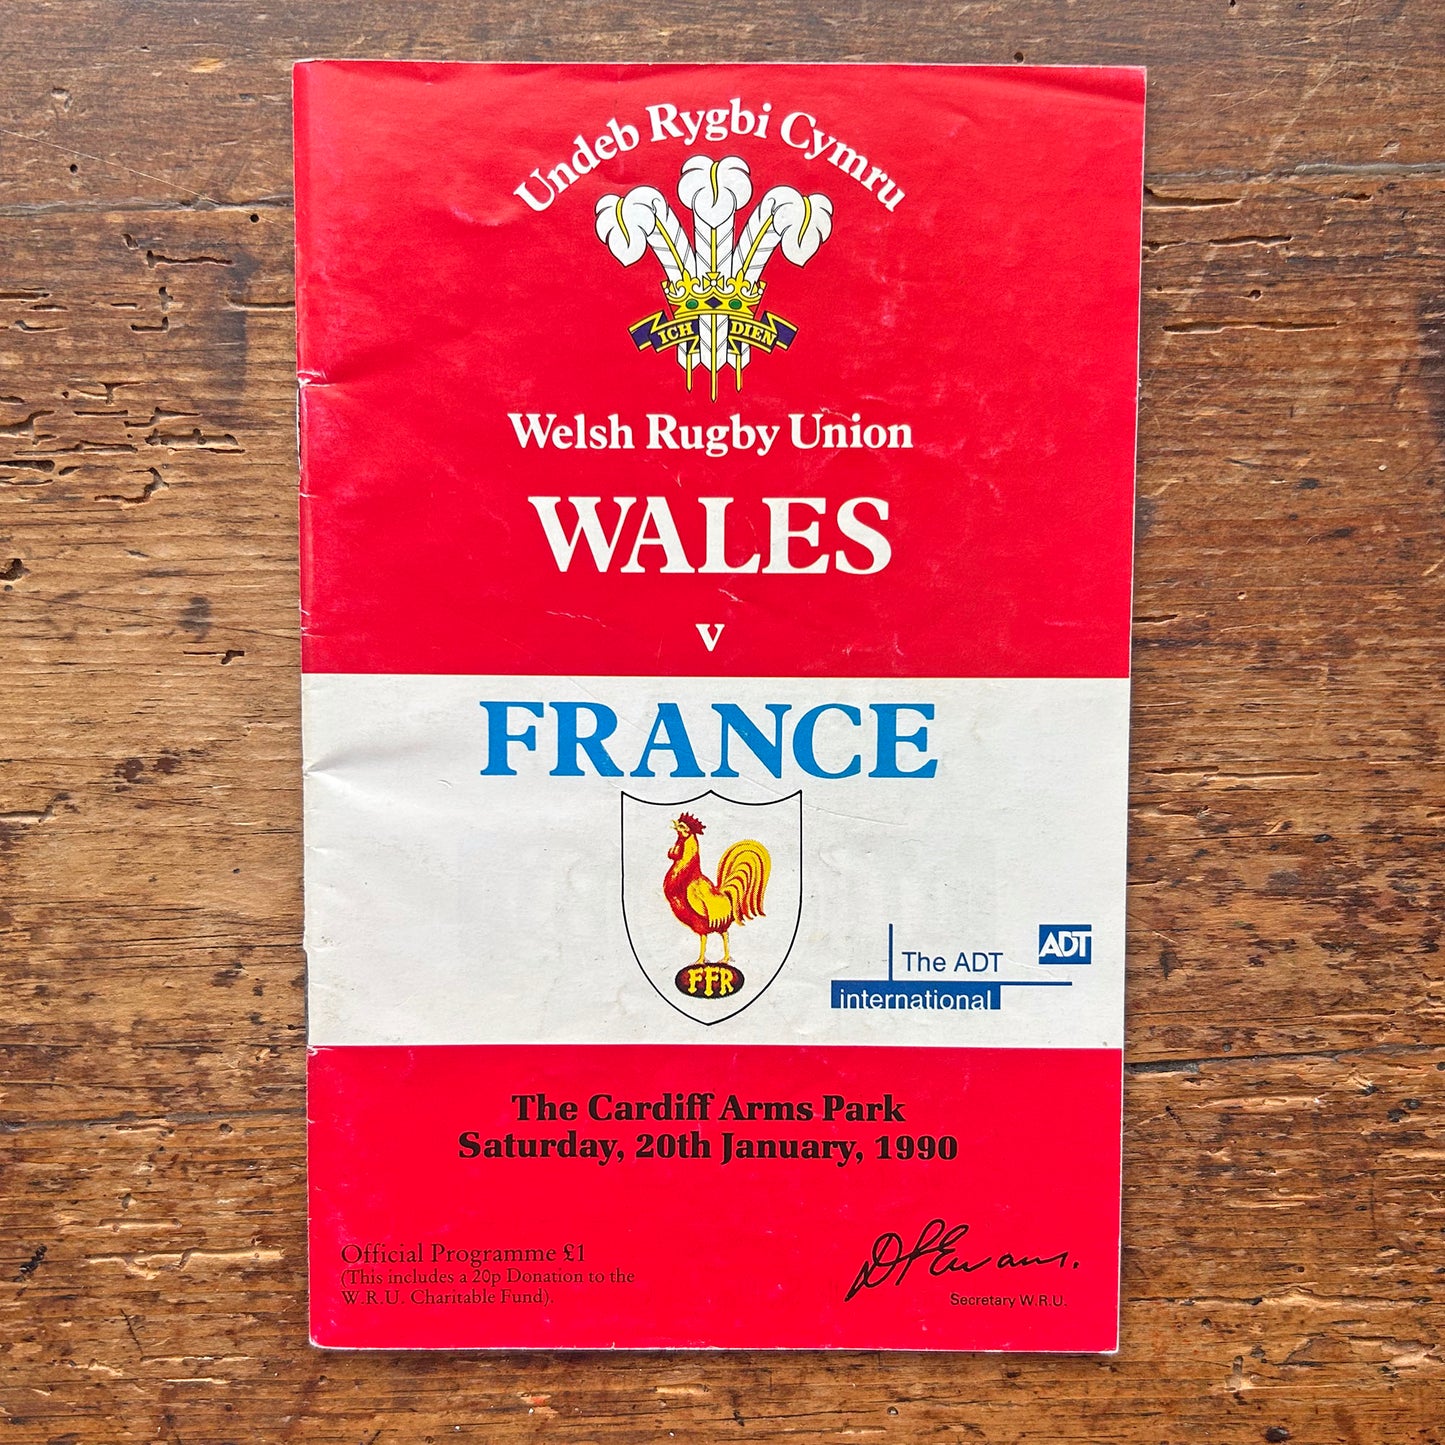 Undeb Rygbi Cymru
ICH DIEN
Welsh Rugby Union
WALES
v
FRANCE
FFR
The ADT
international
ADT
The Cardiff Arms Park
Saturday, 20th January, 1990
Official Programme £1
(This includes a 20p Donation to the
W.R.U. Charitable Fund).
D P Evans.
Secretary W.R.U.